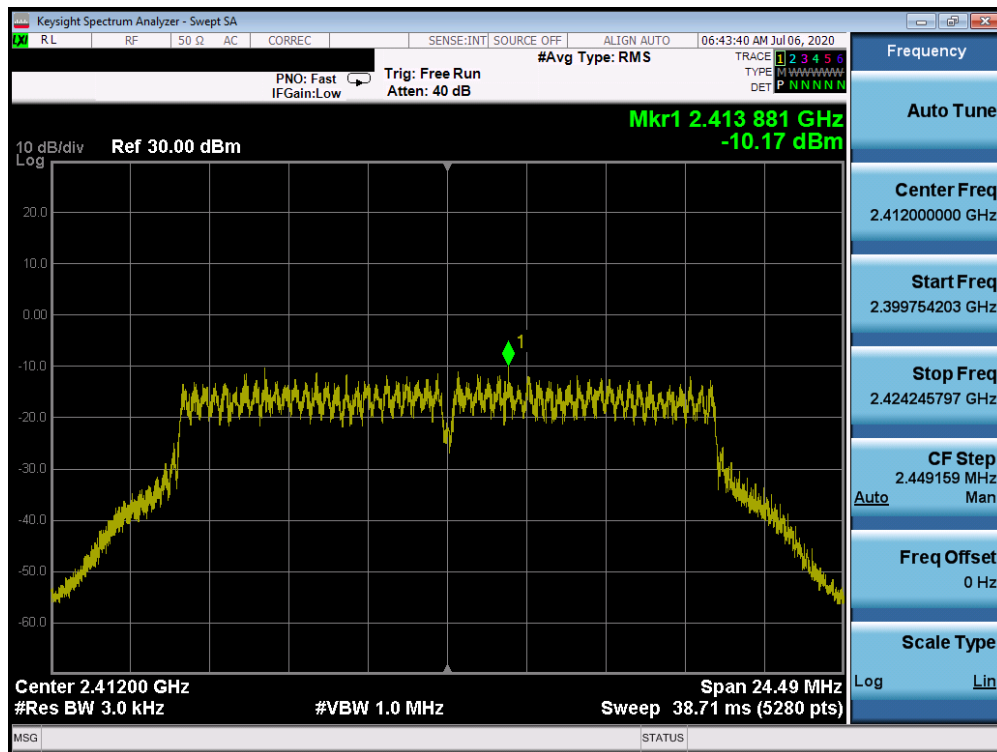 Keysight Spectrum Analyzer - Swept SA
LXI RL RF 50 Ω AC CORREC SENSE:INT SOURCE OFF ALIGN AUTO 06:43:40 AM Jul 06, 2020
PNO: Fast
IFGain:Low
Trig: Free Run
Atten: 40 dB
#Avg Type: RMS
TRACE 1 2 3 4 5 6
TYPE M W W W W W
DET P N N N N N
Mkr1 2.413 881 GHz
-10.17 dBm
10 dB/div Ref 30.00 dBm
Log
20.0
10.0
0.00
-10.0
-20.0
-30.0
-40.0
-50.0
-60.0
1
Center 2.41200 GHz Span 24.49 MHz
#Res BW 3.0 kHz #VBW 1.0 MHz Sweep 38.71 ms (5280 pts)
MSG STATUS
Frequency
Auto Tune
Center Freq
2.412000000 GHz
Start Freq
2.399754203 GHz
Stop Freq
2.424245797 GHz
CF Step
2.449159 MHz
Auto Man
Freq Offset
0 Hz
Scale Type
Log Lin